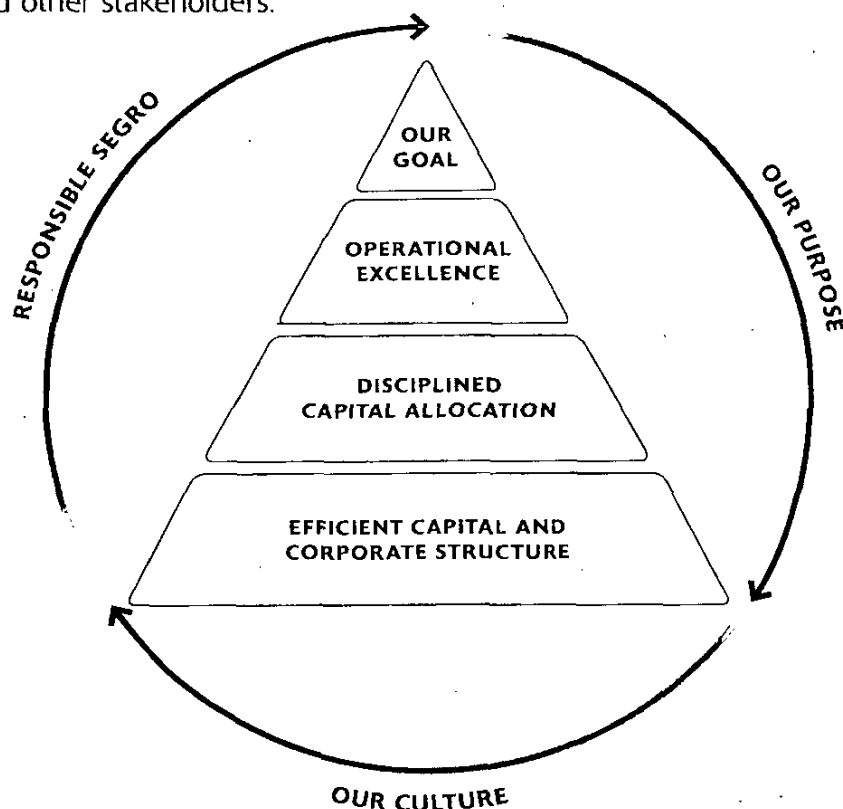 d other stakeholders.
RESPONSIBLE SEGRO
OUR PURPOSE
OUR
GOAL
OPERATIONAL
EXCELLENCE
DISCIPLINED
CAPITAL ALLOCATION
EFFICIENT CAPITAL AND
CORPORATE STRUCTURE
OUR CULTURE